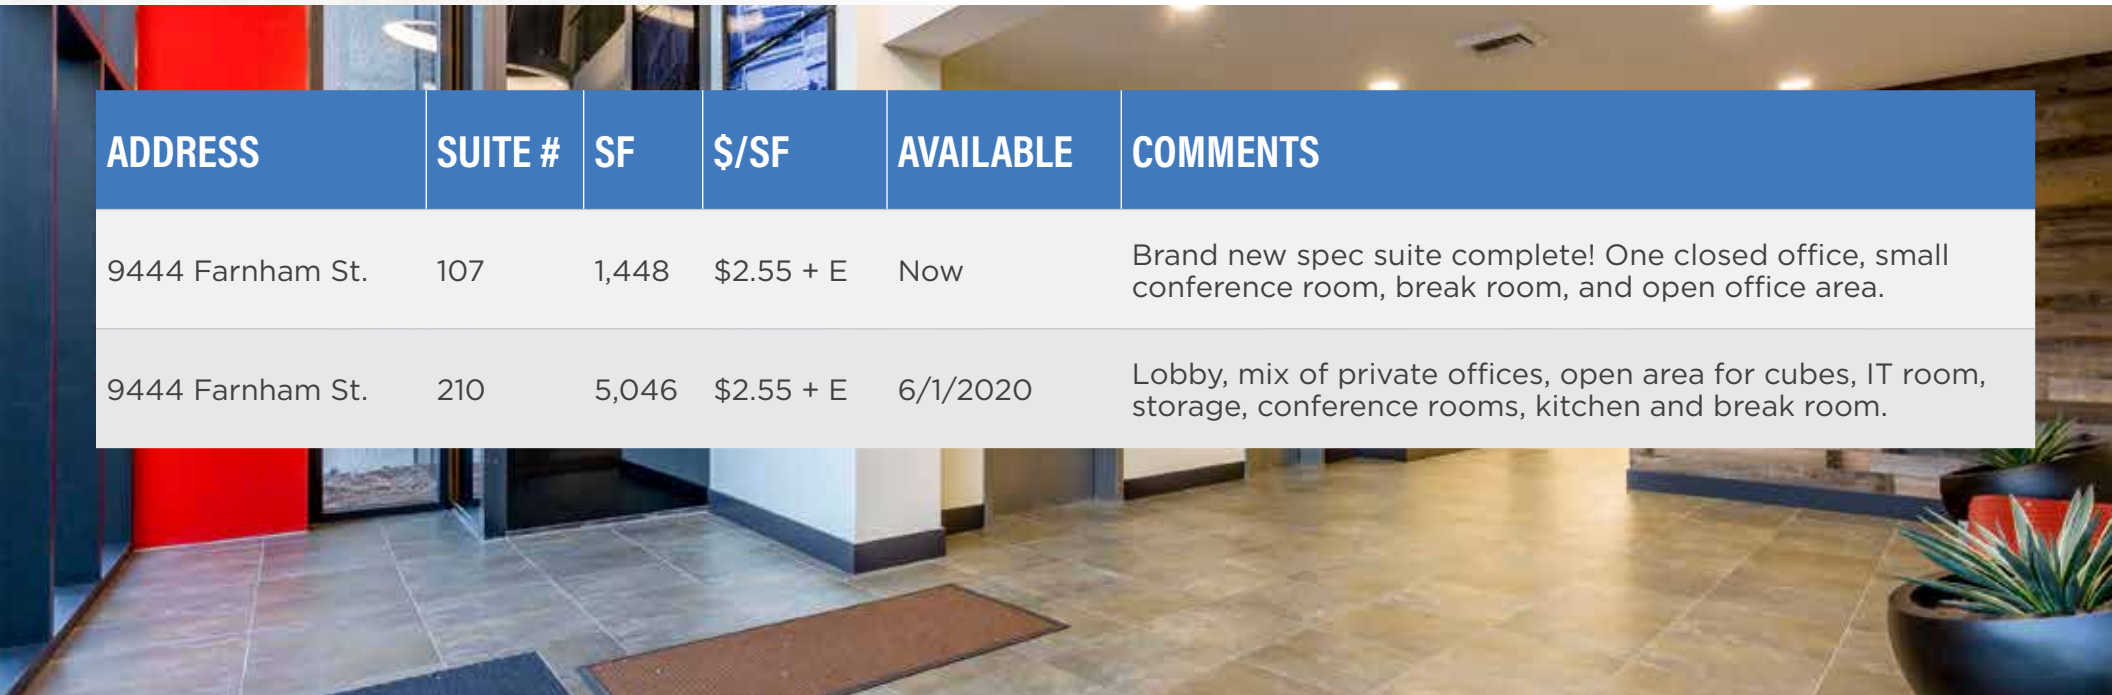 ADDRESS SUITE # SF $/SF AVAILABLE COMMENTS
9444 Farnham St. 107 1,448 $2.55 + E Now Brand new spec suite complete! One closed office, small
conference room, break room, and open office area.
9444 Farnham St. 210 5,046 $2.55 + E 6/1/2020 Lobby, mix of private offices, open area for cubes, IT room,
storage, conference rooms, kitchen and break room.